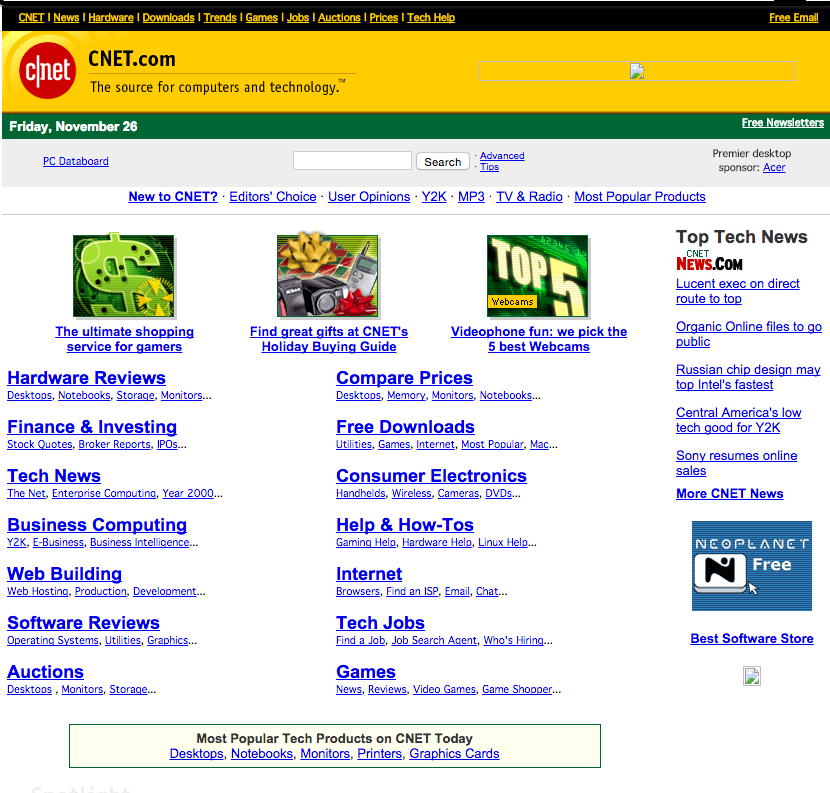 CNET | News | Hardware | Downloads | Trends | Games | Jobs | Auctions | Prices | Tech Help
Free Email
c|net
CNET.com
The source for computers and technology.™
Friday, November 26
Free Newsletters
PC Databoard
Search
· Advanced
· Tips
Premier desktop
sponsor: Acer
New to CNET? · Editors' Choice · User Opinions · Y2K · MP3 · TV & Radio · Most Popular Products
TOP 5
Webcams
The ultimate shopping
service for gamers
Find great gifts at CNET's
Holiday Buying Guide
Videophone fun: we pick the
5 best Webcams
Hardware Reviews
Desktops, Notebooks, Storage, Monitors...
Finance & Investing
Stock Quotes, Broker Reports, IPOs...
Tech News
The Net, Enterprise Computing, Year 2000...
Business Computing
Y2K, E-Business, Business Intelligence...
Web Building
Web Hosting, Production, Development...
Software Reviews
Operating Systems, Utilities, Graphics...
Auctions
Desktops , Monitors, Storage...
Compare Prices
Desktops, Memory, Monitors, Notebooks...
Free Downloads
Utilities, Games, Internet, Most Popular, Mac...
Consumer Electronics
Handhelds, Wireless, Cameras, DVDs...
Help & How-Tos
Gaming Help, Hardware Help, Linux Help...
Internet
Browsers, Find an ISP, Email, Chat...
Tech Jobs
Find a Job, Job Search Agent, Who's Hiring...
Games
News, Reviews, Video Games, Game Shopper...
Top Tech News
CNET
NEWS.COM
Lucent exec on direct
route to top
Organic Online files to go
public
Russian chip design may
top Intel's fastest
Central America's low
tech good for Y2K
Sony resumes online
sales
More CNET News
NEOPLANET
N Free
Best Software Store
Most Popular Tech Products on CNET Today
Desktops, Notebooks, Monitors, Printers, Graphics Cards
Spotlight